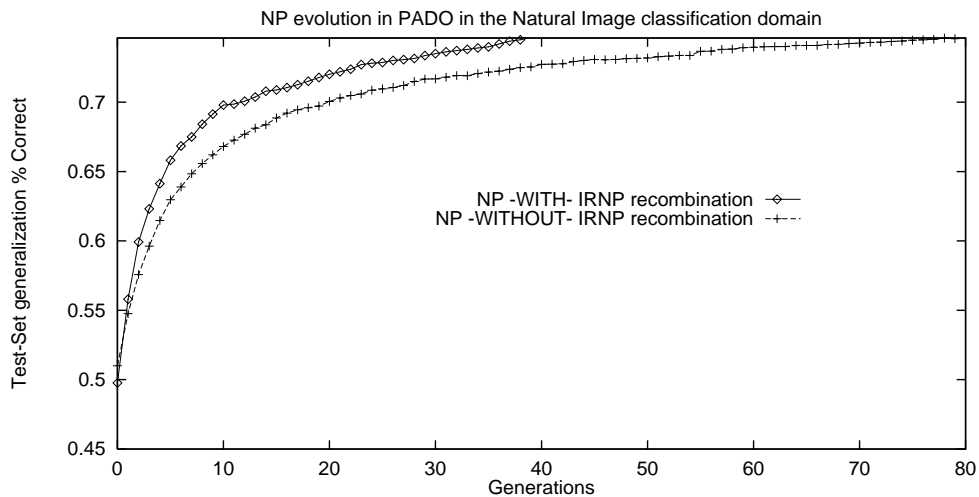 NP evolution in PADO in the Natural Image classification domain
Test-Set generalization % Correct
0.7
0.65
0.6
0.55
0.5
0.45
NP -WITH- IRNP recombination
NP -WITHOUT- IRNP recombination
0 10 20 30 40 50 60 70 80
Generations